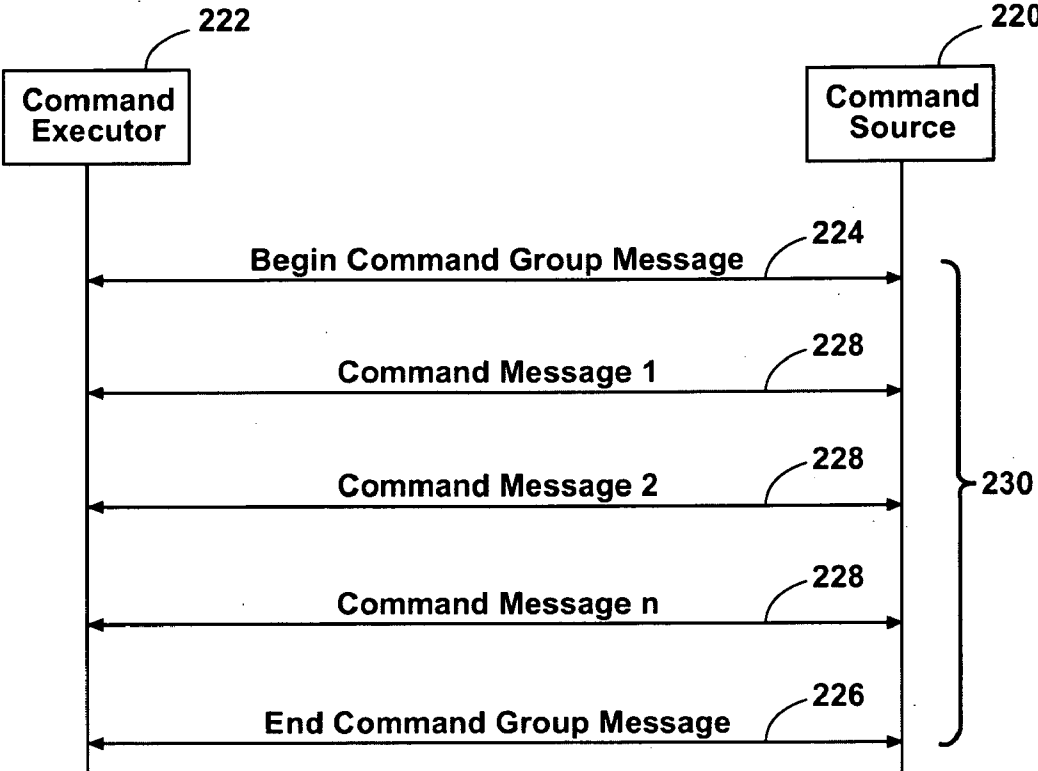 222
220
Command
Executor
Command
Source
224
Begin Command Group Message
228
Command Message 1
228
Command Message 2
230
228
Command Message n
226
End Command Group Message